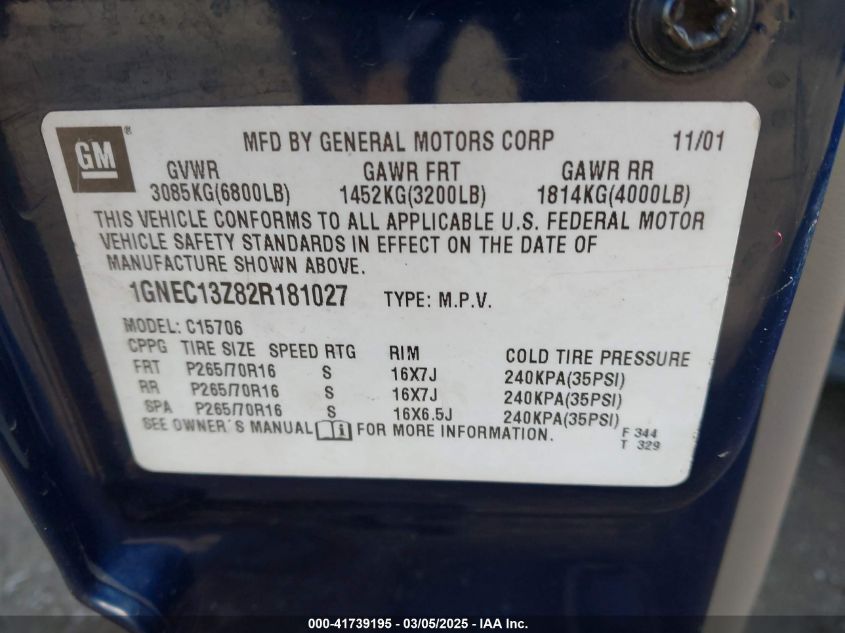 GM®
MFD BY GENERAL MOTORS CORP 11/01
GVWR GAWR FRT GAWR RR
3085KG(6800LB) 1452KG(3200LB) 1814KG(4000LB)
THIS VEHICLE CONFORMS TO ALL APPLICABLE U.S. FEDERAL MOTOR
VEHICLE SAFETY STANDARDS IN EFFECT ON THE DATE OF
MANUFACTURE SHOWN ABOVE.
1GNEC13Z82R181027 TYPE: M.P.V.
MODEL: C15706
CPPG TIRE SIZE SPEED RTG RIM COLD TIRE PRESSURE
FRT P265/70R16 S 16X7J 240KPA(35PSI)
RR P265/70R16 S 16X7J 240KPA(35PSI)
SPA P265/70R16 S 16X6.5J 240KPA(35PSI)
SEE OWNER'S MANUAL i FOR MORE INFORMATION.
F 344
T 329
000-41739195 - 03/05/2025 - IAA Inc.